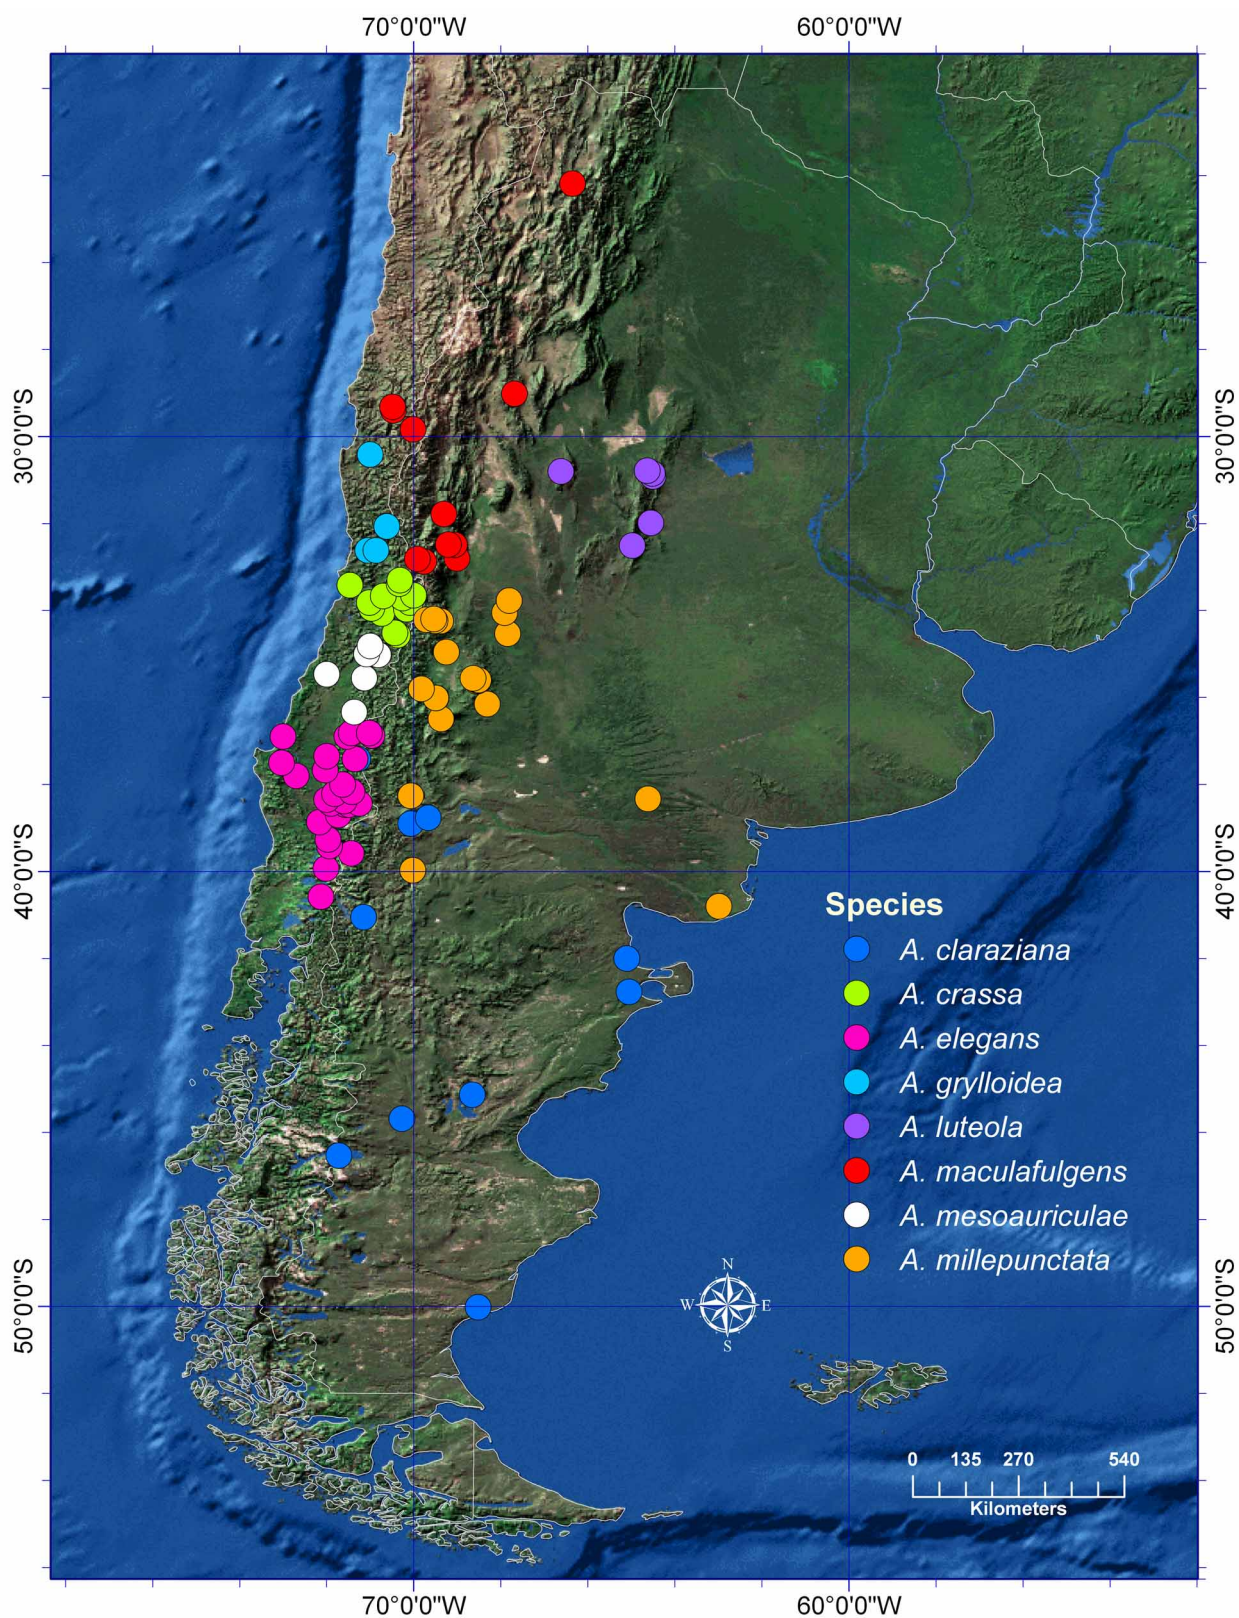 70°0'0"W 60°0'0"W
30°0'0"S 30°0'0"S
40°0'0"S 40°0'0"S
Species
A. claraziana
A. crassa
A. elegans
A. grylloidea
A. luteola
A. maculafulgens
A. mesoauriculae
A. millepunctata
N
W E
S
50°0'0"S 50°0'0"S
0 135 270 540
Kilometers
70°0'0"W 60°0'0"W